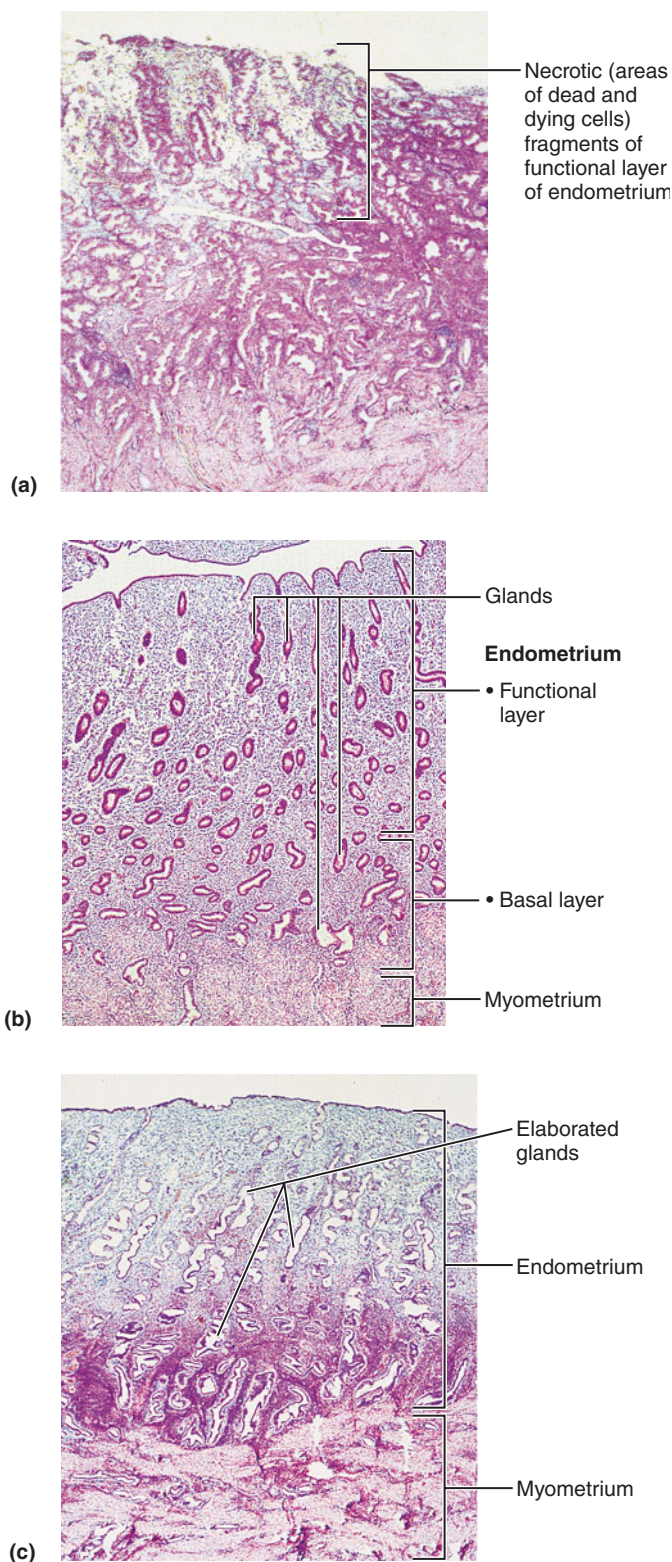 Necrotic (areas
of dead and
dying cells)
fragments of
functional layer
of endometrium
(a)
Glands
Endometrium
• Functional
layer
• Basal layer
Myometrium
(b)
Elaborated
glands
Endometrium
Myometrium
(c)